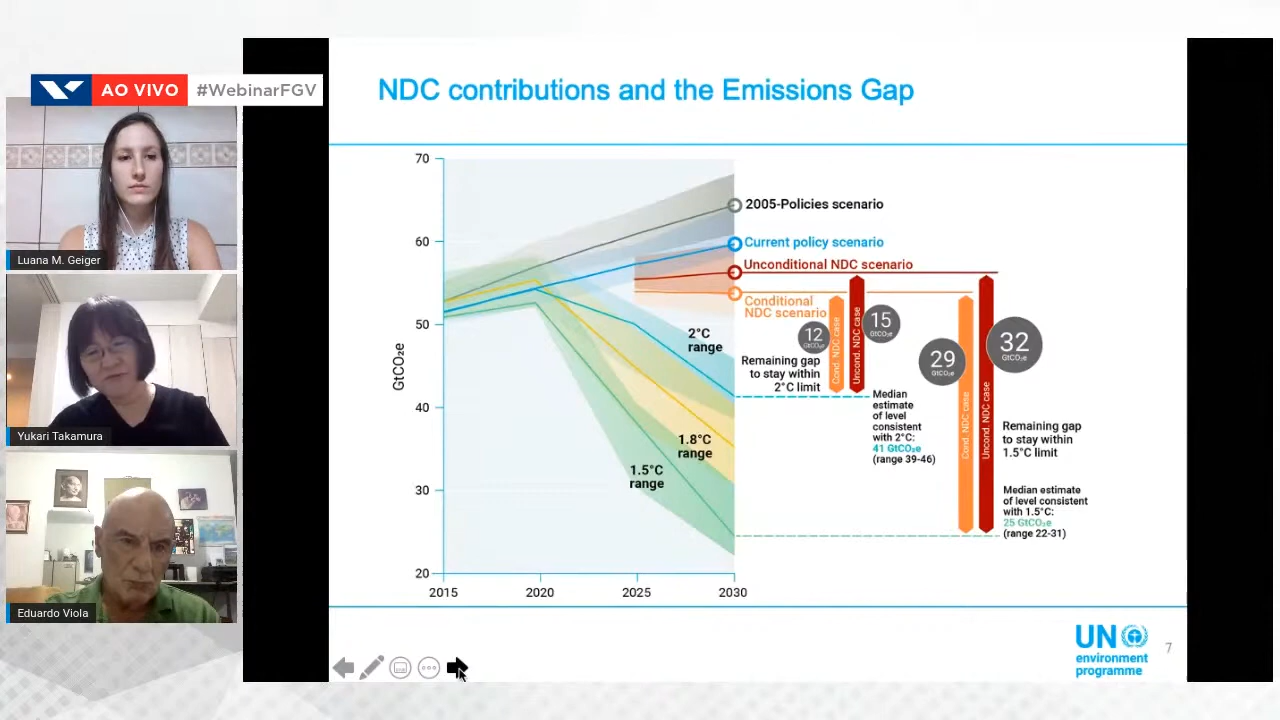 AO VIVO
#WebinarFGV
Luana M. Geiger
Yukari Takamura
Eduardo Viola
NDC contributions and the Emissions Gap
GtCO₂e
70
60
50
40
30
20
2015
2020
2025
2030
2005-Policies scenario
Current policy scenario
Unconditional NDC scenario
Conditional
NDC scenario
2°C
range
1.8°C
range
1.5°C
range
12
GtCO₂e
15
GtCO₂e
29
GtCO₂e
32
GtCO₂e
Cond. NDC case
Uncond. NDC case
Cond. NDC case
Uncond. NDC case
Remaining gap
to stay within
2°C limit
Median
estimate
of level
consistent
with 2°C:
41 GtCO₂e
(range 39-46)
Remaining gap
to stay within
1.5°C limit
Median estimate
of level consistent
with 1.5°C:
25 GtCO₂e
(range 22-31)
UN
environment
programme
7